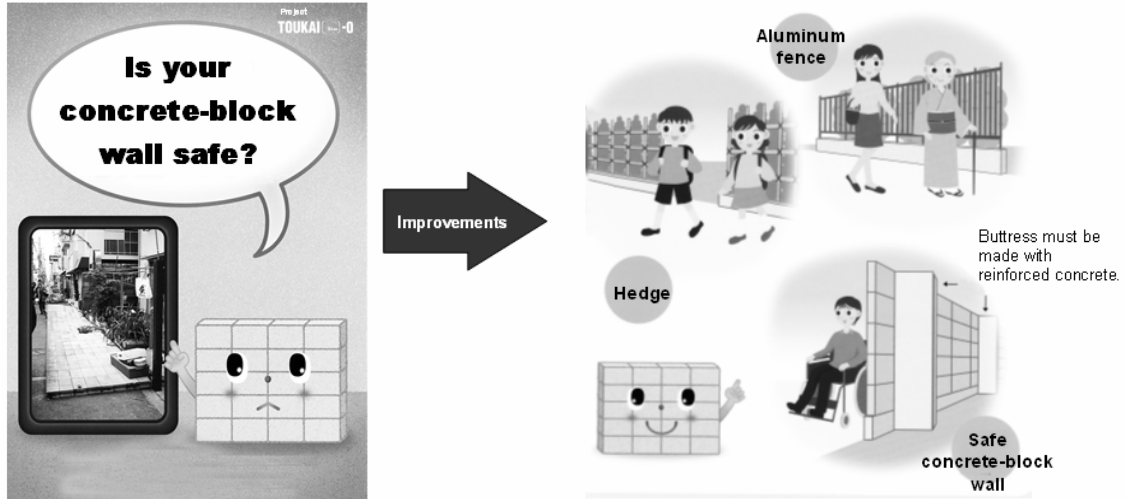 Project
TOUKAI -0
Is your
concrete-block
wall safe?
Improvements
Aluminum
fence
Hedge
Buttress must be
made with
reinforced concrete.
Safe
concrete-block
wall